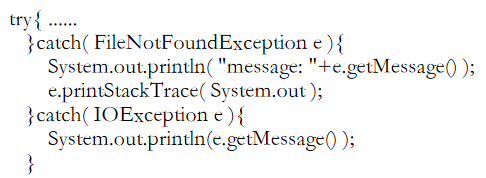 try{ ......
}catch( FileNotFoundException e ){
System.out.println( "message: "+e.getMessage() );
e.printStackTrace( System.out );
}catch( IOException e ){
System.out.println(e.getMessage() );
}